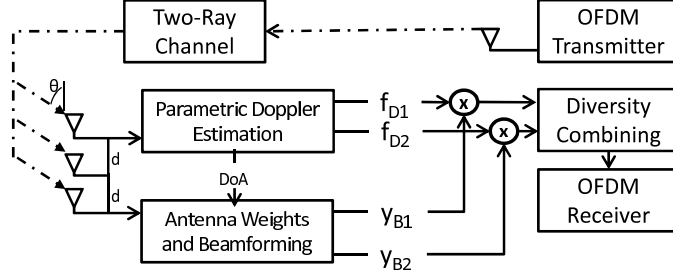 Two-Ray
Channel
OFDM
Transmitter
θ
Parametric Doppler
Estimation
f_D1
f_D2
x
x
Diversity
Combining
d
d
DoA
OFDM
Receiver
Antenna Weights
and Beamforming
y_B1
y_B2